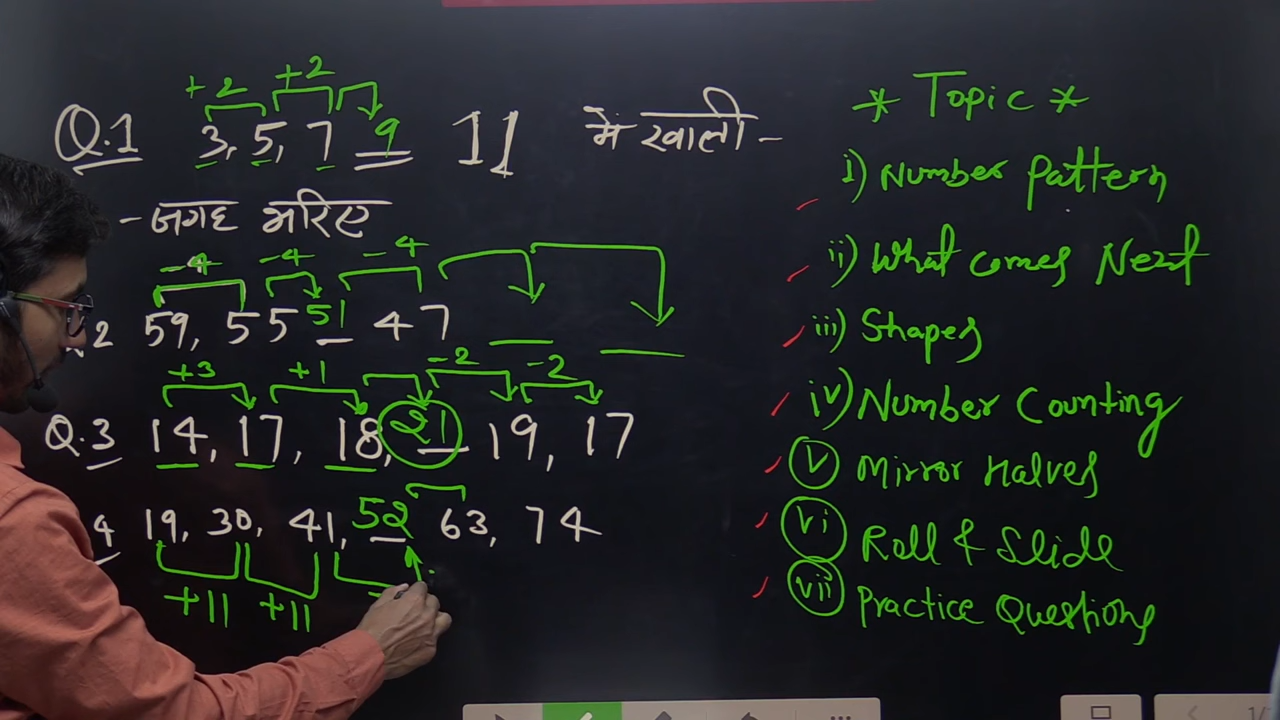 +2 +2
Q.1 3, 5, 7 9 11 में खाली -
- जगह भरिए
-4 -4 -4
2 59, 55 51 47
+3 +1 -2 -2
Q.3 14, 17, 18, 21 19, 17
4 19, 30, 41, 52 63, 74
+11 +11
* Topic *
i) Number Pattern
ii) What comes Next
iii) Shapes
iv) Number Counting
v Mirror Halves
vi Roll & Slide
vii Practice Questions